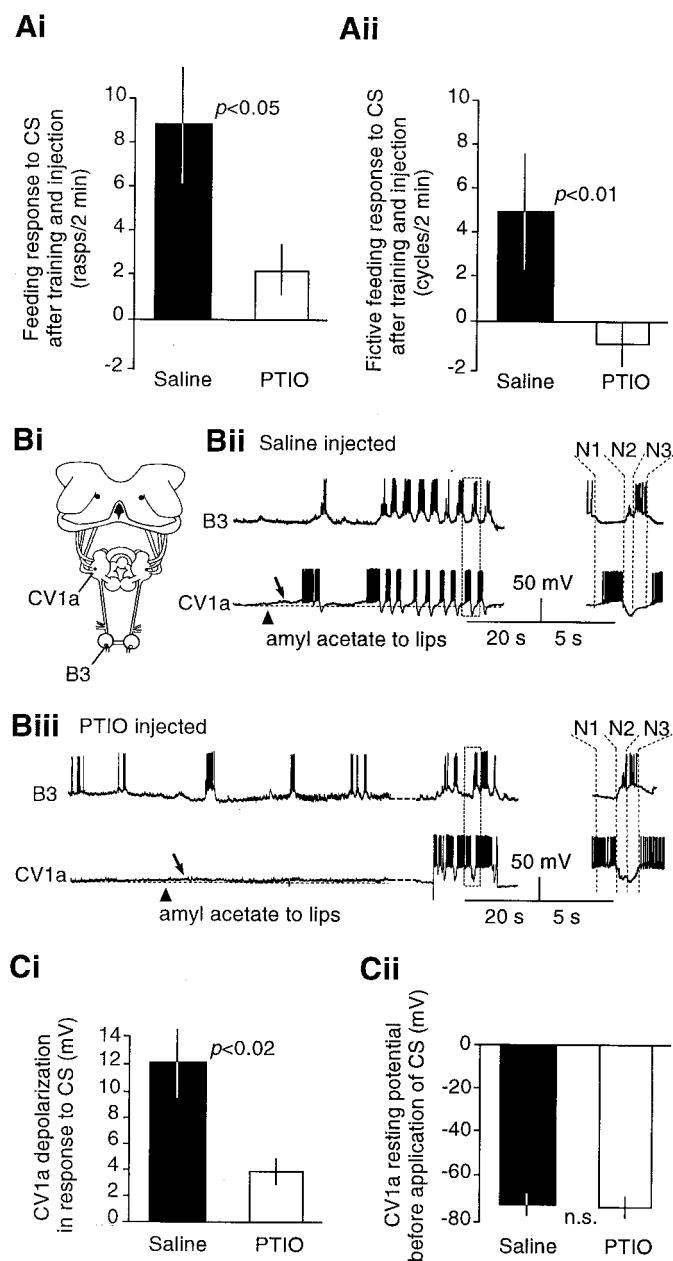 Ai
Feeding response to CS
after training and injection
(rasps/2 min)
10
8
6
4
2
0
-2
p<0.05
Saline
PTIO
Aii
Fictive feeding response to CS
after training and injection
(cycles/2 min)
10
8
6
4
2
0
-2
p<0.01
Saline
PTIO
Bi
CV1a
B3
Bii Saline injected
B3
CV1a
amyl acetate to lips
N1 N2 N3
50 mV
20 s 5 s
Biii PTIO injected
B3
CV1a
amyl acetate to lips
N1 N2 N3
50 mV
20 s 5 s
Ci
CV1a depolarization
in response to CS (mV)
14
12
10
8
6
4
2
0
p<0.02
Saline
PTIO
Cii
CV1a resting potential
before application of CS (mV)
0
-20
-40
-60
-80
n.s.
Saline
PTIO